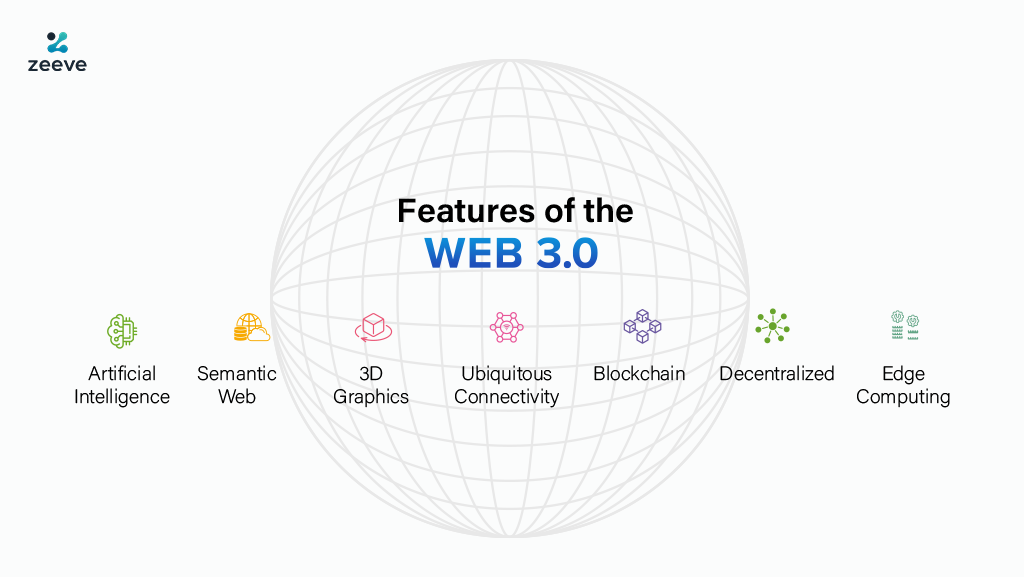 zeeve
Features of the
WEB 3.0
Artificial
Intelligence
Semantic
Web
3D
Graphics
Ubiquitous
Connectivity
Blockchain
Decentralized
Edge
Computing